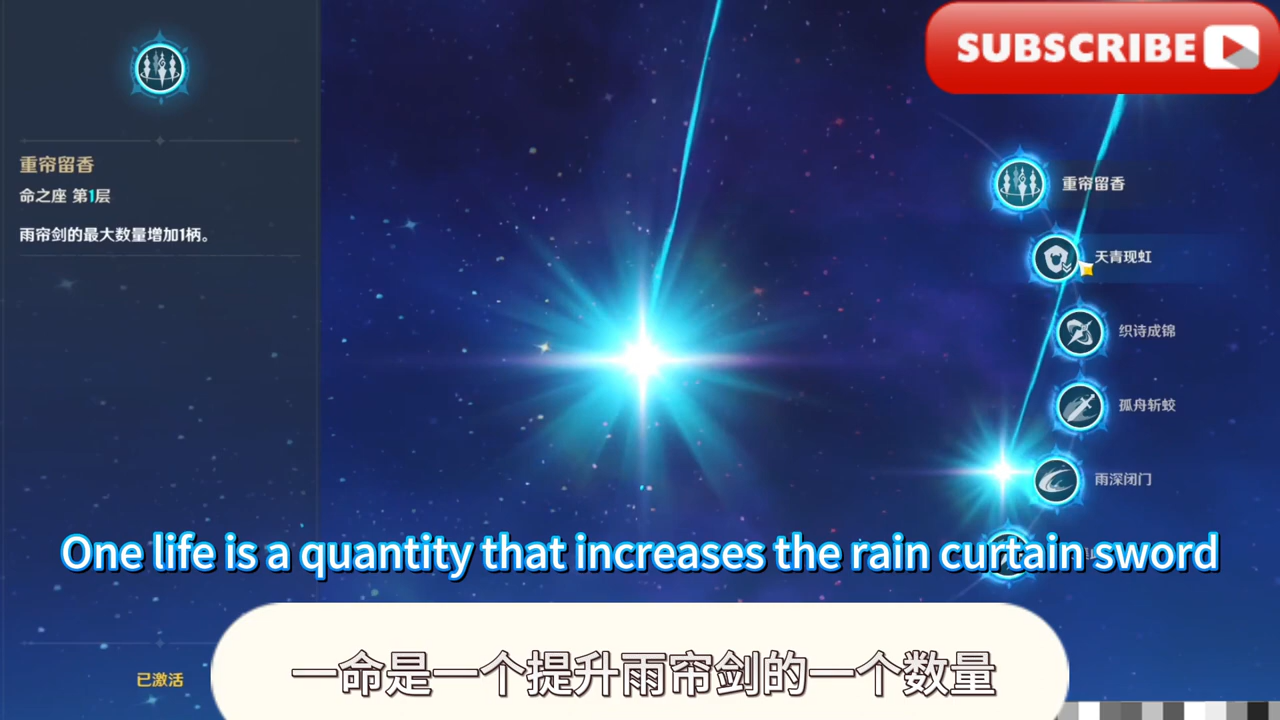 SUBSCRIBE
重帘留香
命之座 第1层
雨帘剑的最大数量增加1柄。
重帘留香
天青现虹
织诗成锦
孤舟斩蛟
雨深闭门
One life is a quantity that increases the rain curtain sword
一命是一个提升雨帘剑的一个数量
已激活